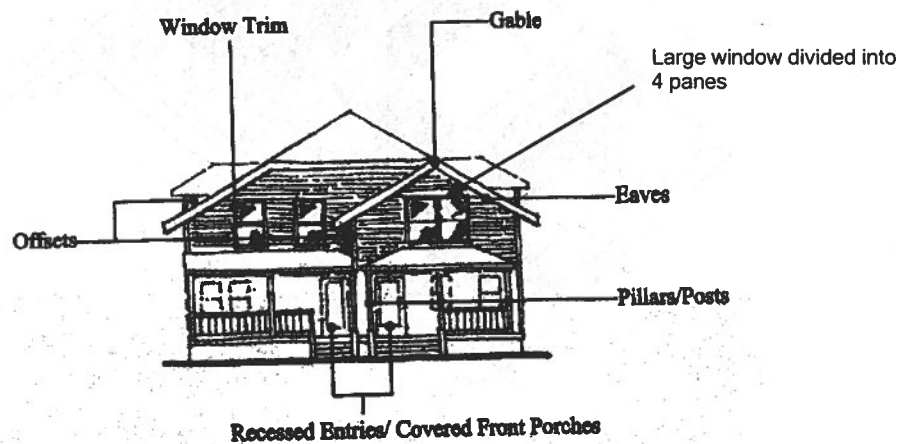 Window Trim
Gable
Large window divided into
4 panes
Eaves
Offsets
Pillars/Posts
Recessed Entries/ Covered Front Porches